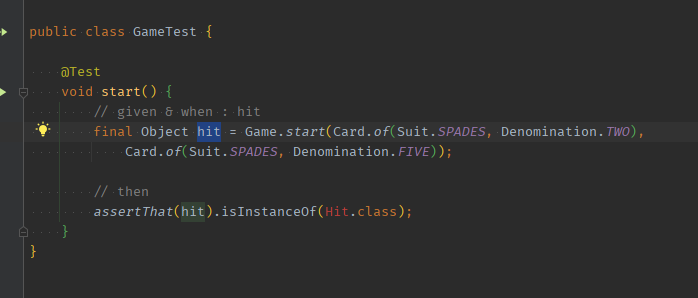 public class GameTest {
@Test
void start() {
// given & when : hit
final Object hit = Game.start(Card.of(Suit.SPADES, Denomination.TWO),
Card.of(Suit.SPADES, Denomination.FIVE));
// then
assertThat(hit).isInstanceOf(Hit.class);
}
}